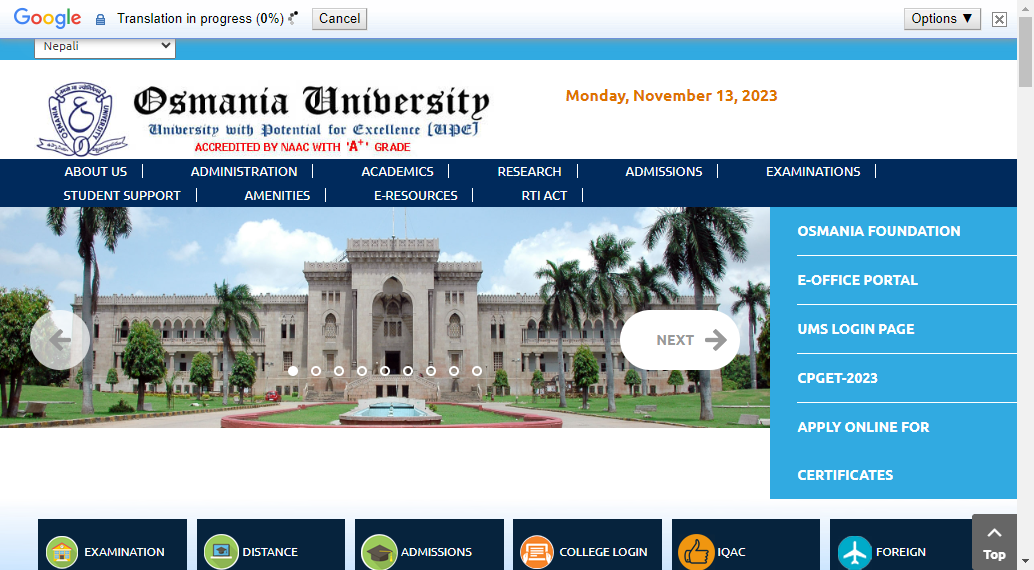 Google Translation in progress (0%) Cancel Options ▼
Nepali
Osmania University
University with Potential for Excellence [UPE]
ACCREDITED BY NAAC WITH 'A+' GRADE
Monday, November 13, 2023
ABOUT US ADMINISTRATION ACADEMICS RESEARCH ADMISSIONS EXAMINATIONS
STUDENT SUPPORT AMENITIES E-RESOURCES RTI ACT
NEXT
OSMANIA FOUNDATION
E-OFFICE PORTAL
UMS LOGIN PAGE
CPGET-2023
APPLY ONLINE FOR
CERTIFICATES
EXAMINATION DISTANCE ADMISSIONS COLLEGE LOGIN IQAC FOREIGN
Top